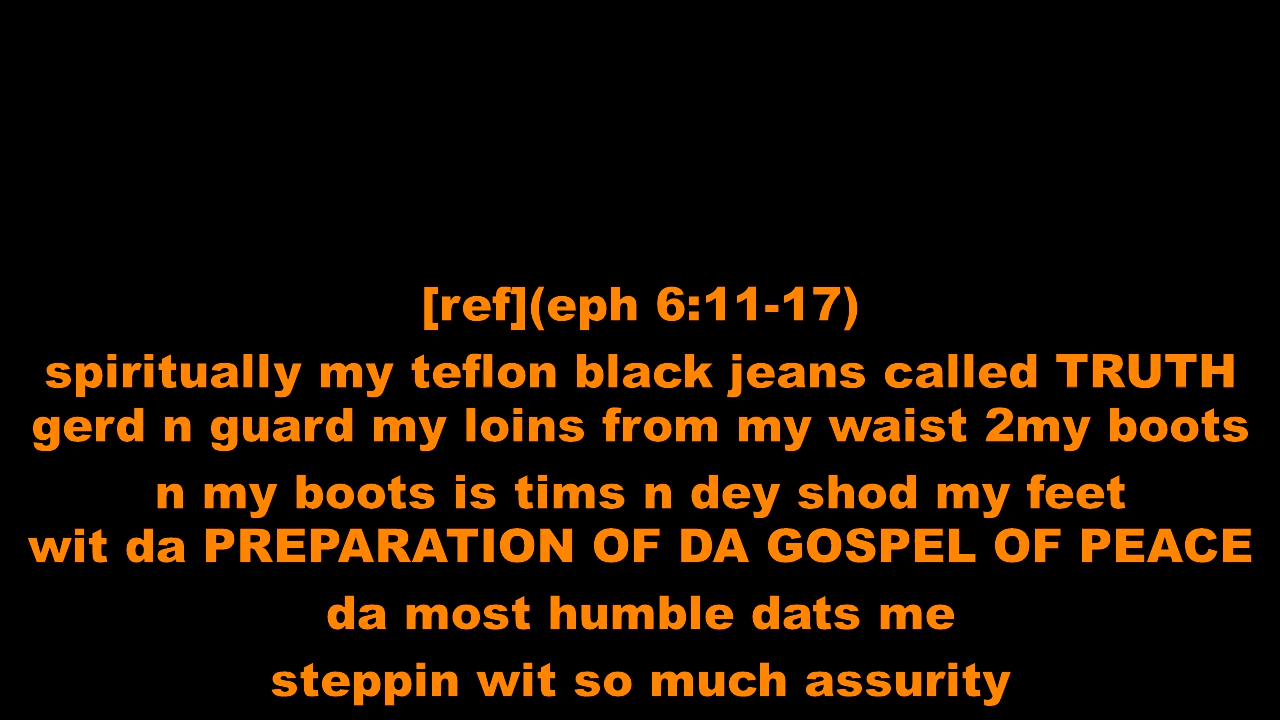 [ref](eph 6:11-17)
spiritually my teflon black jeans called TRUTH
gerd n guard my loins from my waist 2my boots
n my boots is tims n dey shod my feet
wit da PREPARATION OF DA GOSPEL OF PEACE
da most humble dats me
steppin wit so much assurity